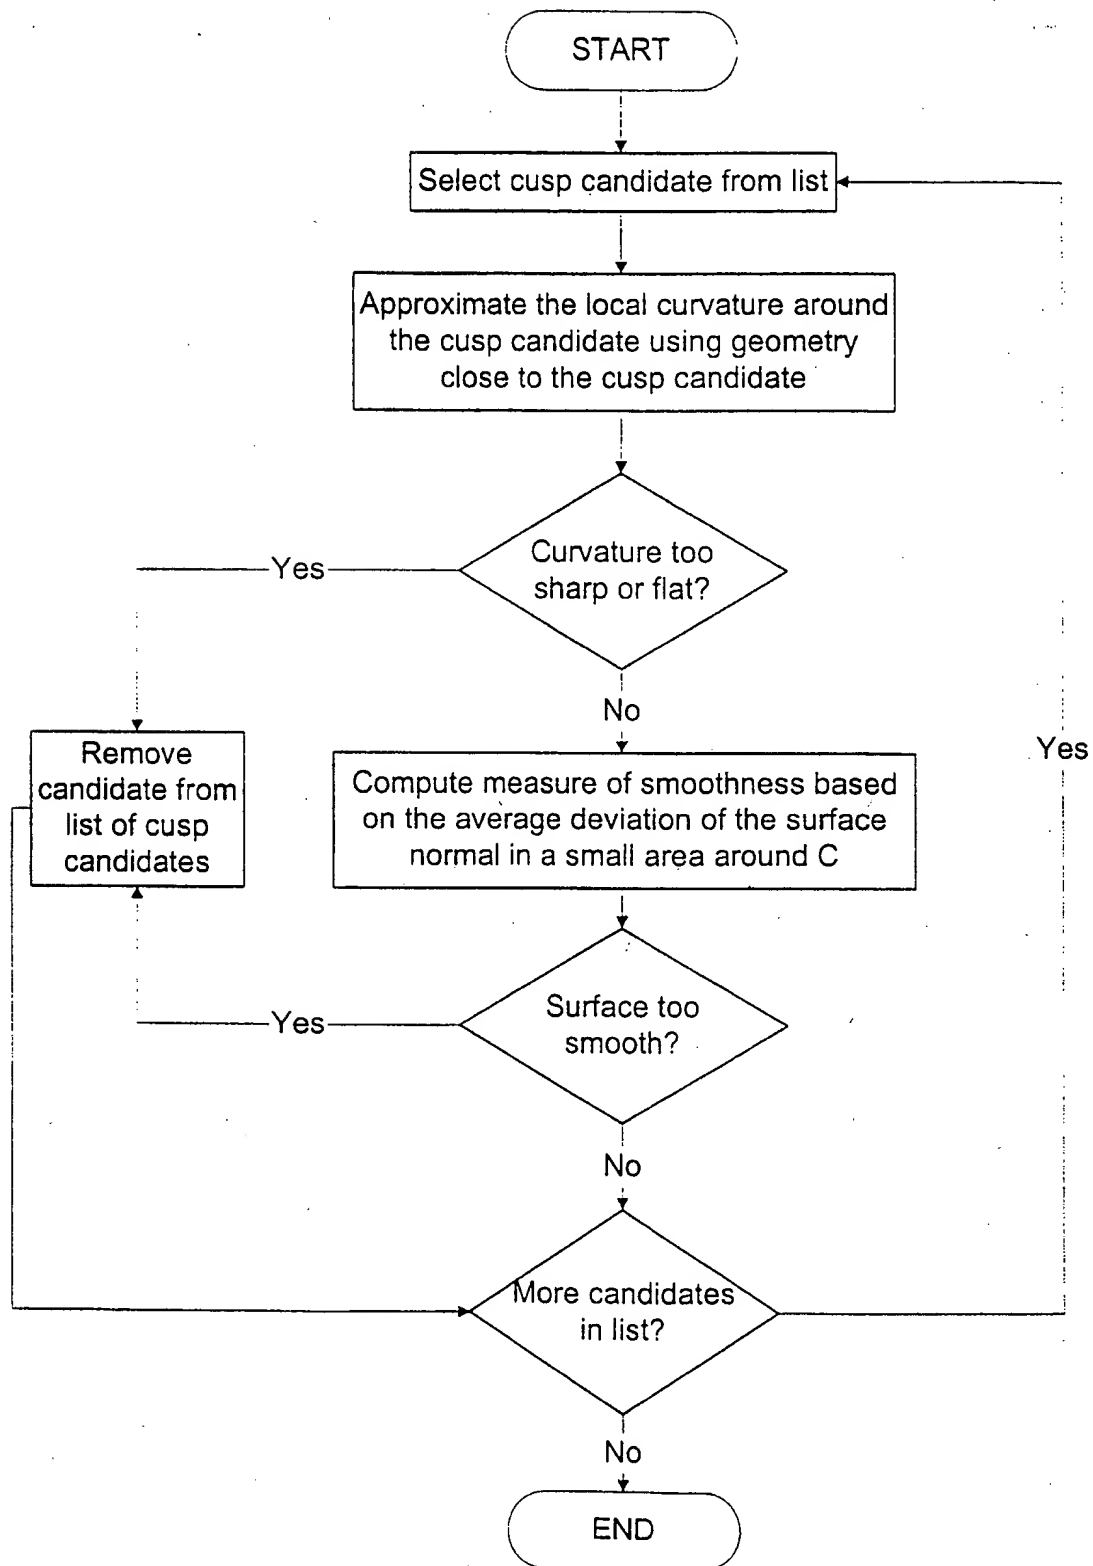 START
Select cusp candidate from list
Approximate the local curvature around
the cusp candidate using geometry
close to the cusp candidate
Curvature too
sharp or flat?
Yes
No
Remove
candidate from
list of cusp
candidates
Compute measure of smoothness based
on the average deviation of the surface
normal in a small area around C
Yes
Surface too
smooth?
Yes
No
More candidates
in list?
No
END